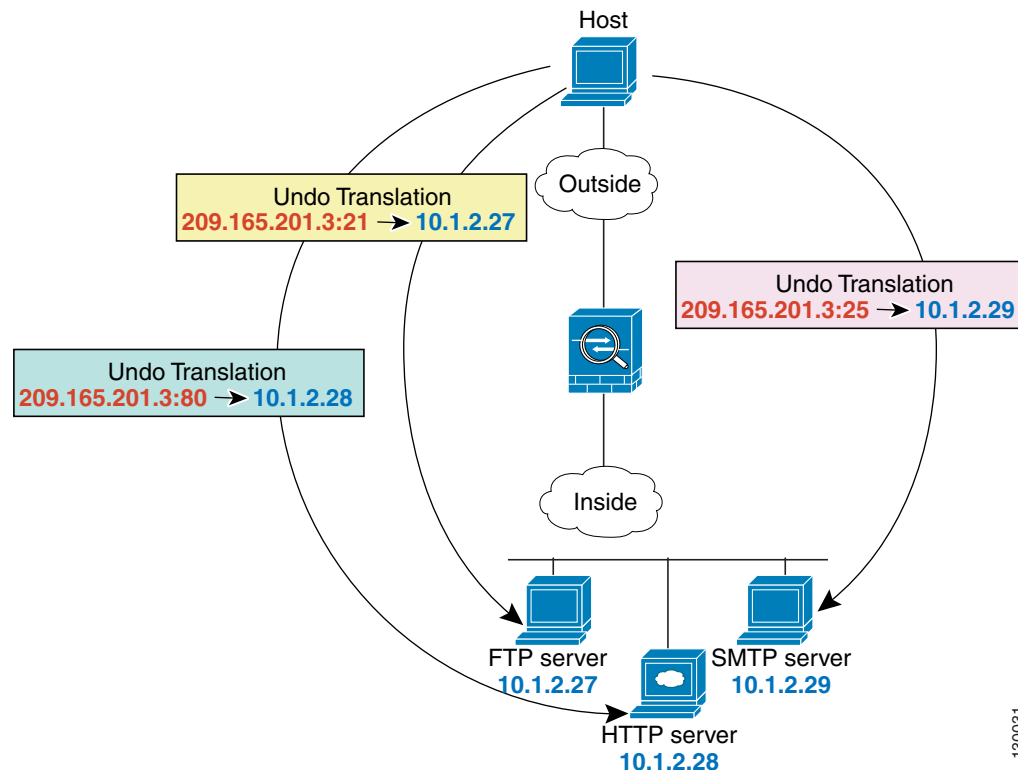 Host
Outside
Undo Translation
209.165.201.3:21 → 10.1.2.27
Undo Translation
209.165.201.3:25 → 10.1.2.29
Undo Translation
209.165.201.3:80 → 10.1.2.28
Inside
FTP server
10.1.2.27
SMTP server
10.1.2.29
HTTP server
10.1.2.28
130031